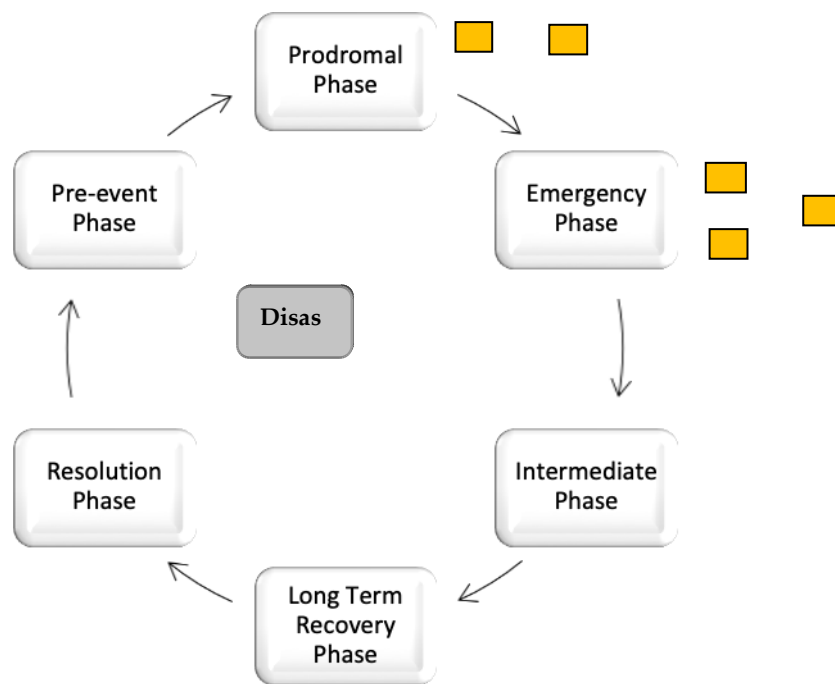 Prodromal
Phase
Pre-event
Phase
Emergency
Phase
Disas
Resolution
Phase
Intermediate
Phase
Long Term
Recovery
Phase